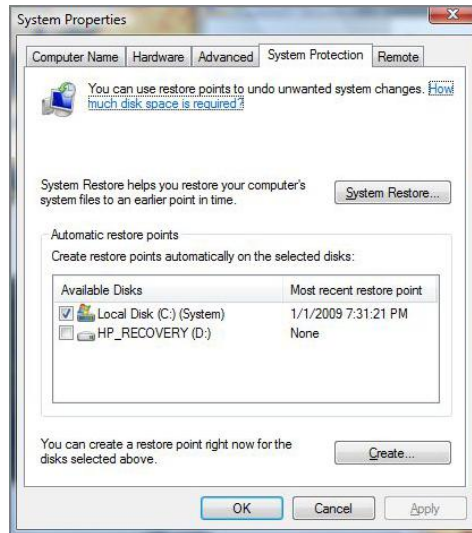 System Properties
Computer Name Hardware Advanced System Protection Remote
You can use restore points to undo unwanted system changes. How
much disk space is required?
System Restore helps you restore your computer's
system files to an earlier point in time.
System Restore...
Automatic restore points
Create restore points automatically on the selected disks:
Available Disks Most recent restore point
Local Disk (C:) (System) 1/1/2009 7:31:21 PM
HP_RECOVERY (D:) None
You can create a restore point right now for the
disks selected above.
Create...
OK Cancel Apply